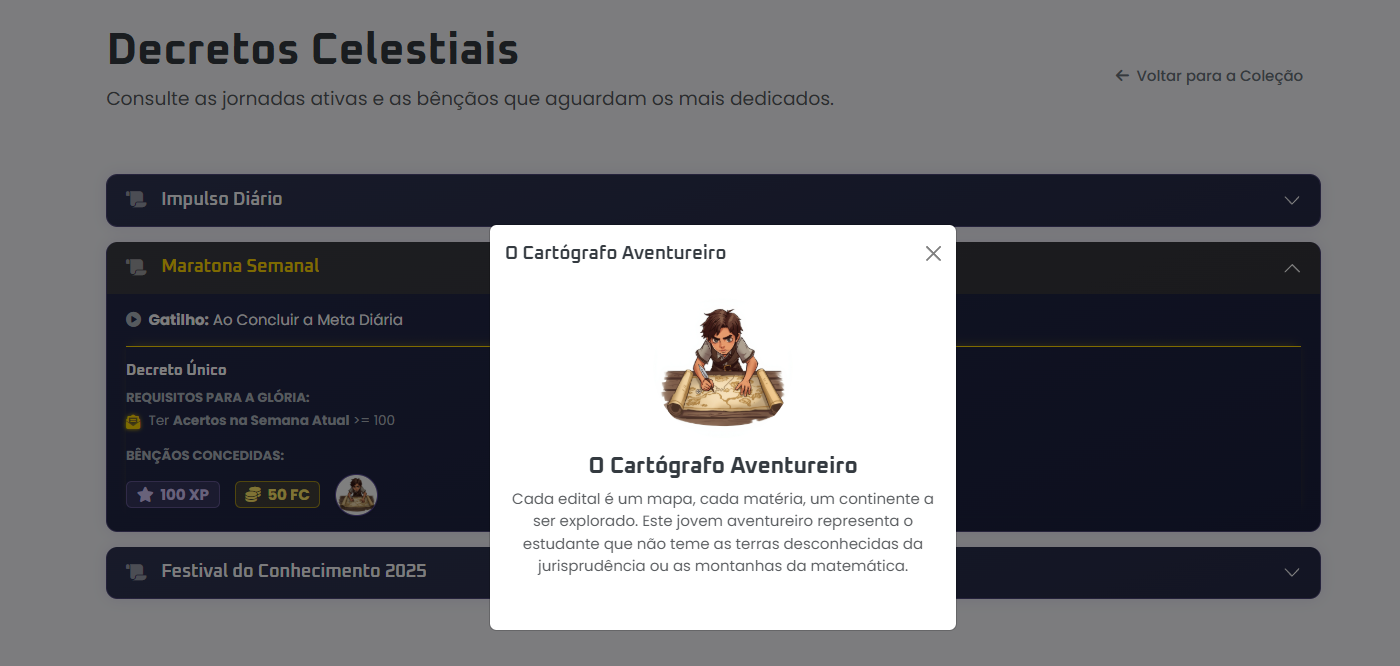 Decretos Celestiais
Voltar para a Coleção
Consulte as jornadas ativas e as bênçãos que aguardam os mais dedicados.
Impulso Diário
Maratona Semanal
Gatilho: Ao Concluir a Meta Diária
Decreto Único
REQUISITOS PARA A GLÓRIA:
Ter Acertos na Semana Atual >= 100
BÊNÇÃOS CONCEDIDAS:
100 XP
50 FC
Festival do Conhecimento 2025
O Cartógrafo Aventureiro
O Cartógrafo Aventureiro
Cada edital é um mapa, cada matéria, um continente a
ser explorado. Este jovem aventureiro representa o
estudante que não teme as terras desconhecidas da
jurisprudência ou as montanhas da matemática.